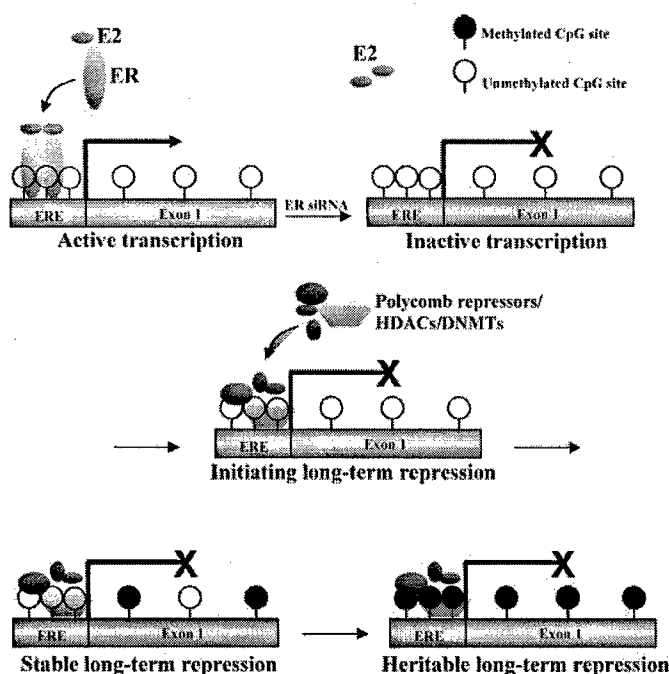 E2
ER
E2
Methylated CpG site
Unmethylated CpG site
ERE
Exon 1
Active transcription
ER siRNA
ERE
Exon 1
Inactive transcription
Polycomb repressors/
HDACs/DNMTs
ERE
Exon 1
Initiating long-term repression
ERE
Exon 1
Stable long-term repression
ERE
Exon 1
Heritable long-term repression